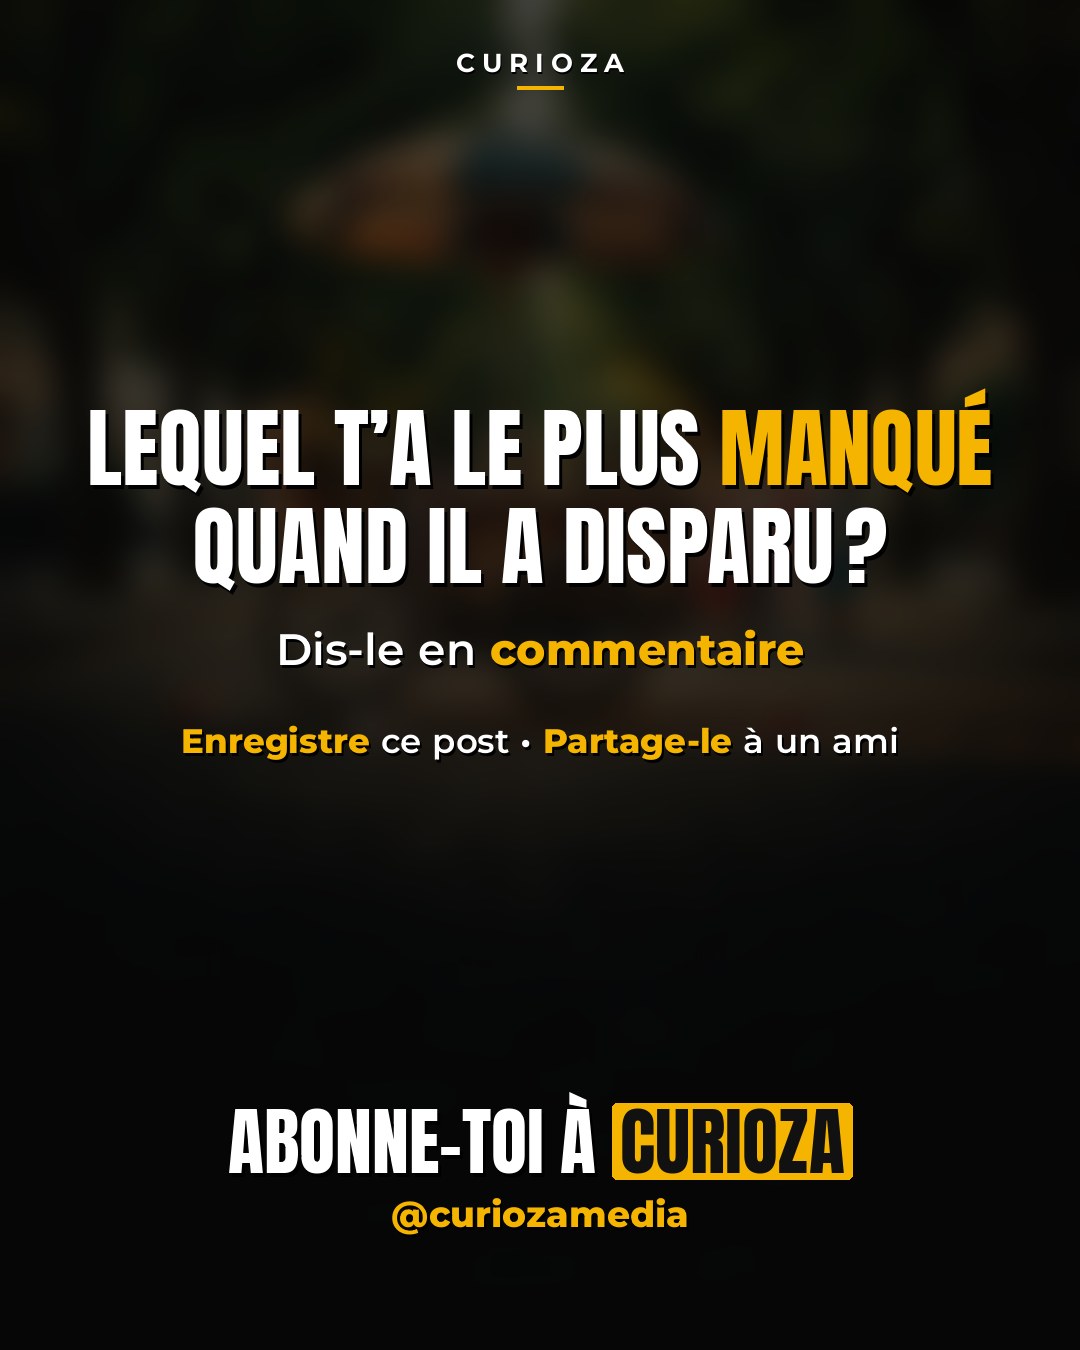 CURIOZA
LEQUEL T’A LE PLUS MANQUÉ
QUAND IL A DISPARU ?
Dis-le en commentaire
Enregistre ce post • Partage-le à un ami
ABONNE-TOI À CURIOZA
@curiozamedia